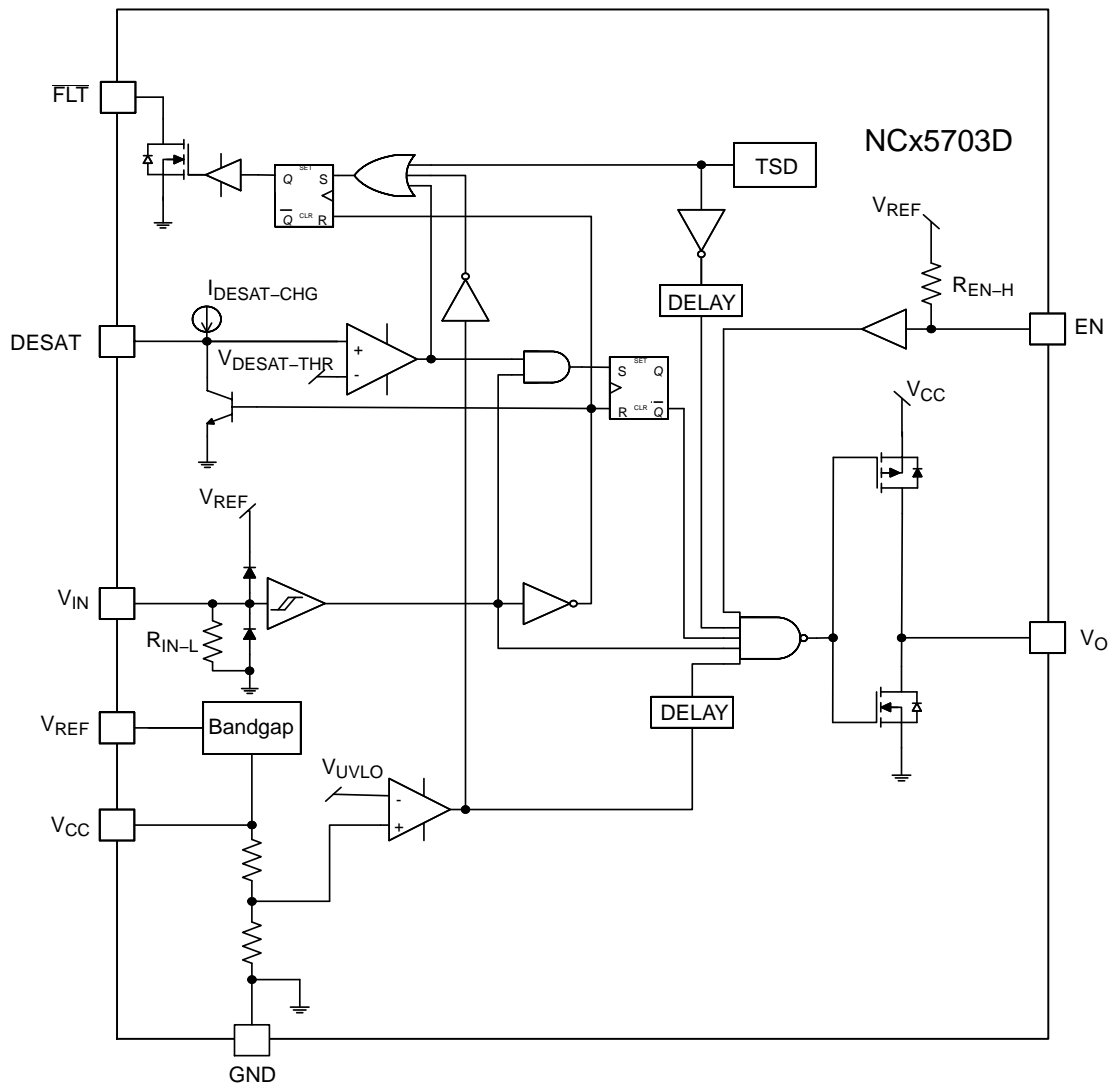 FLT
NCx5703D
SET
Q
S
Q
CLR
R
TSD
VREF
REN−H
IDESAT−CHG
DELAY
EN
DESAT
VDESAT−THR
+
-
SET
S
Q
R
CLR
Q
VCC
VREF
VIN
RIN−L
VO
VREF
Bandgap
DELAY
VUVLO
-
+
VCC
GND